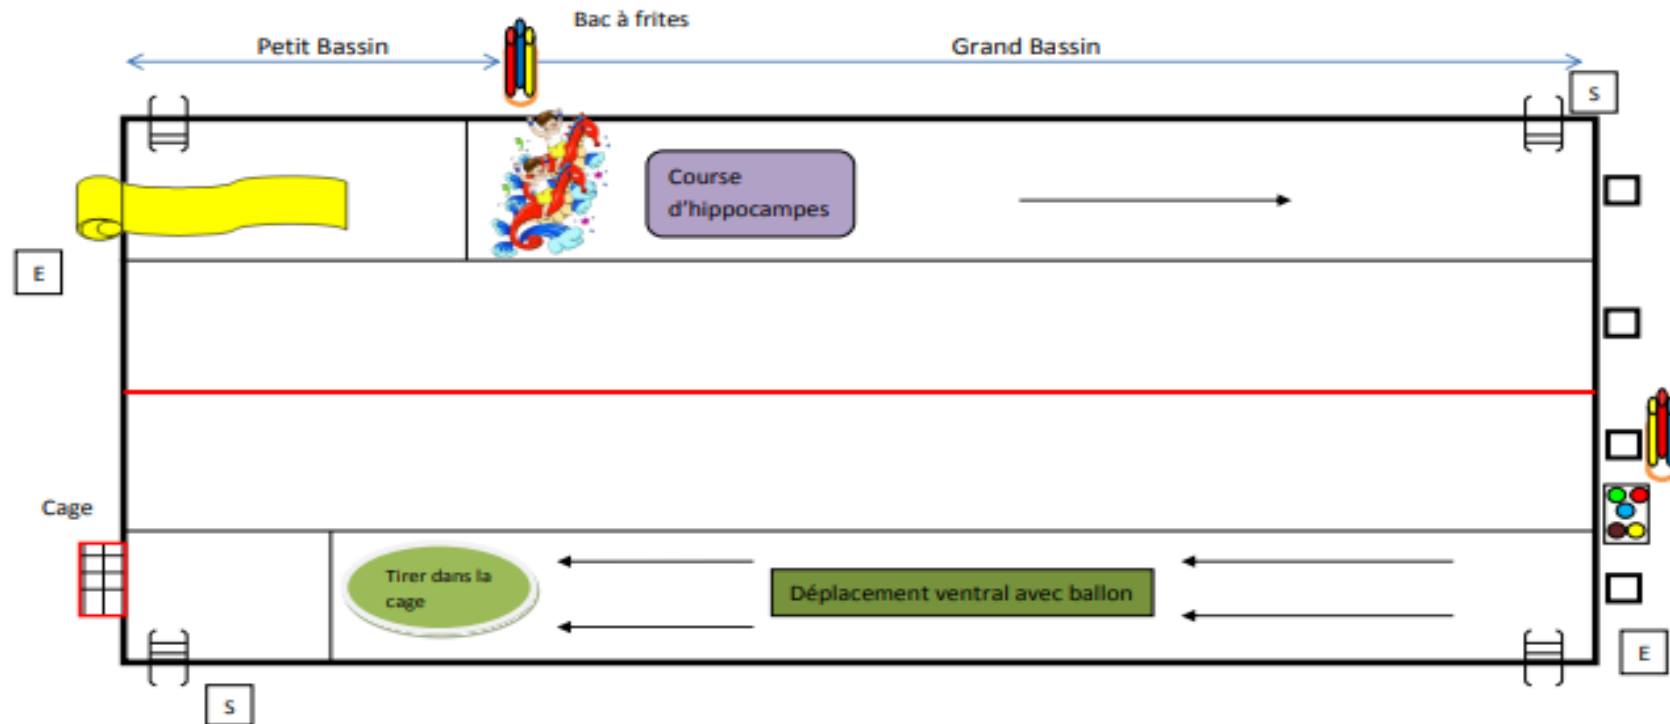 Bac à frites
Petit Bassin
Grand Bassin
S
Course
d'hippocampes
E
Cage
Tirer dans la
cage
Déplacement ventral avec ballon
E
S